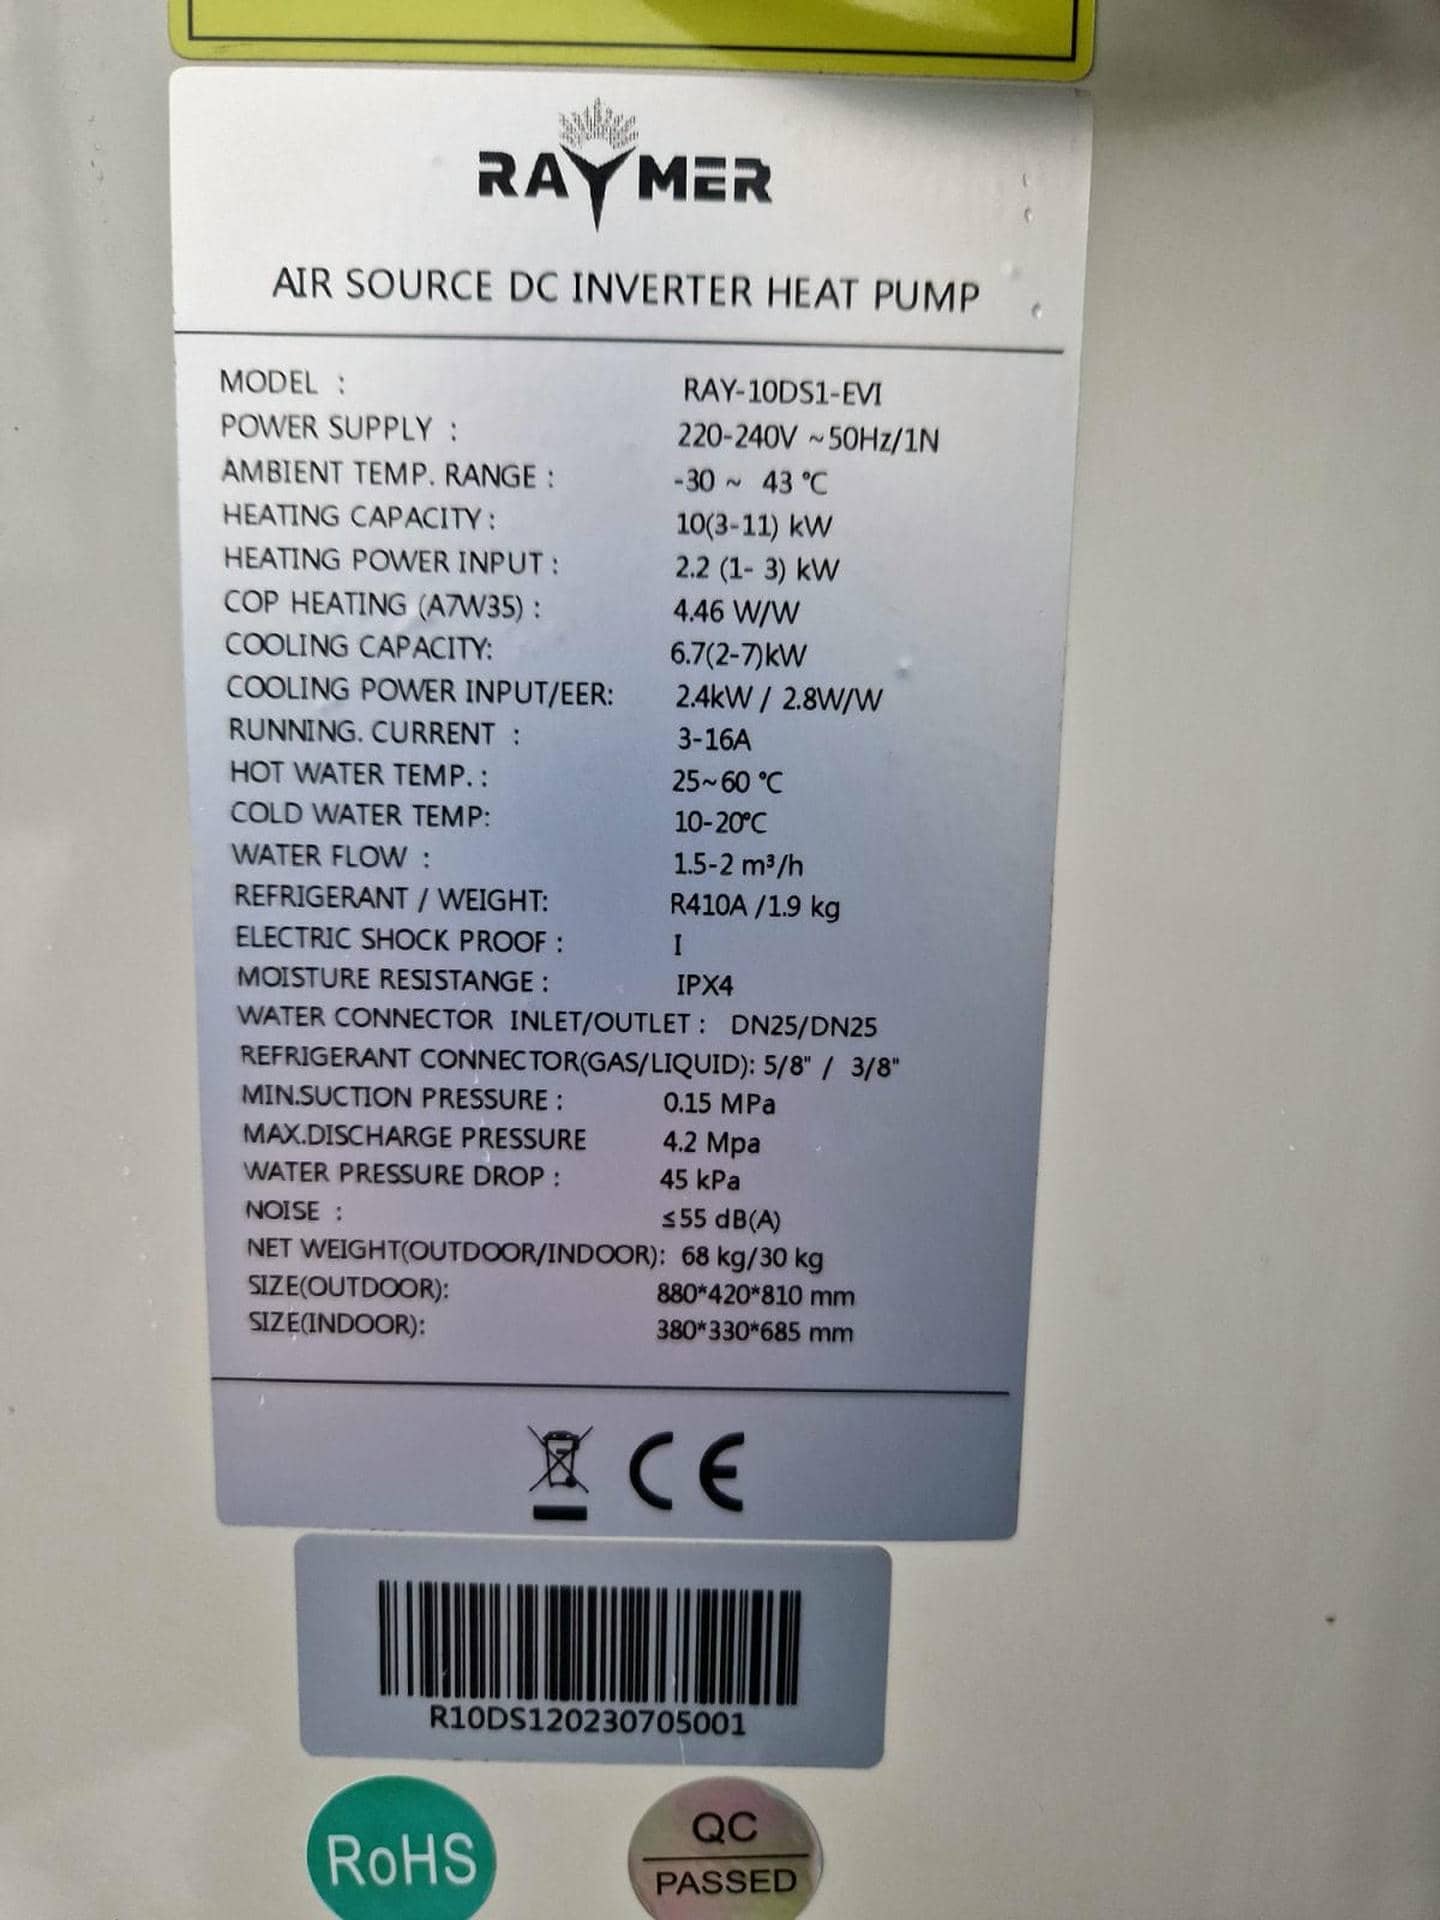 RAYMER
AIR SOURCE DC INVERTER HEAT PUMP
MODEL : RAY-10DS1-EVI
POWER SUPPLY : 220-240V ~50Hz/1N
AMBIENT TEMP. RANGE : -30 ~ 43 ℃
HEATING CAPACITY : 10(3-11) kW
HEATING POWER INPUT : 2.2 (1- 3) kW
COP HEATING (A7W35) : 4.46 W/W
COOLING CAPACITY: 6.7(2-7)kW
COOLING POWER INPUT/EER: 2.4kW / 2.8W/W
RUNNING. CURRENT : 3-16A
HOT WATER TEMP. : 25~60 ℃
COLD WATER TEMP: 10-20℃
WATER FLOW : 1.5-2 m³/h
REFRIGERANT / WEIGHT: R410A /1.9 kg
ELECTRIC SHOCK PROOF : I
MOISTURE RESISTANGE : IPX4
WATER CONNECTOR INLET/OUTLET : DN25/DN25
REFRIGERANT CONNECTOR(GAS/LIQUID): 5/8" / 3/8"
MIN.SUCTION PRESSURE : 0.15 MPa
MAX.DISCHARGE PRESSURE 4.2 Mpa
WATER PRESSURE DROP : 45 kPa
NOISE : ≤55 dB(A)
NET WEIGHT(OUTDOOR/INDOOR): 68 kg/30 kg
SIZE(OUTDOOR): 880*420*810 mm
SIZE(INDOOR): 380*330*685 mm
CE
R10DS120230705001
RoHS
QC
PASSED